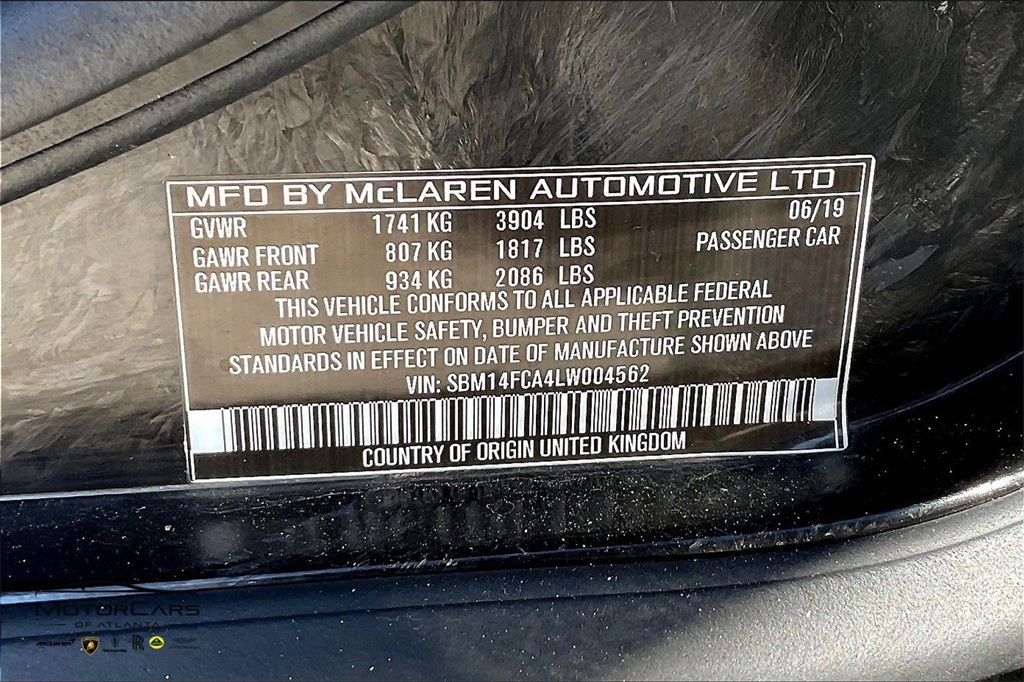 MFD BY McLAREN AUTOMOTIVE LTD
GVWR 1741 KG 3904 LBS 06/19
GAWR FRONT 807 KG 1817 LBS PASSENGER CAR
GAWR REAR 934 KG 2086 LBS
THIS VEHICLE CONFORMS TO ALL APPLICABLE FEDERAL
MOTOR VEHICLE SAFETY, BUMPER AND THEFT PREVENTION
STANDARDS IN EFFECT ON DATE OF MANUFACTURE SHOWN ABOVE
VIN: SBM14FCA4LW004562
COUNTRY OF ORIGIN UNITED KINGDOM
MOTORCARS
OF ATLANTA
McLaren